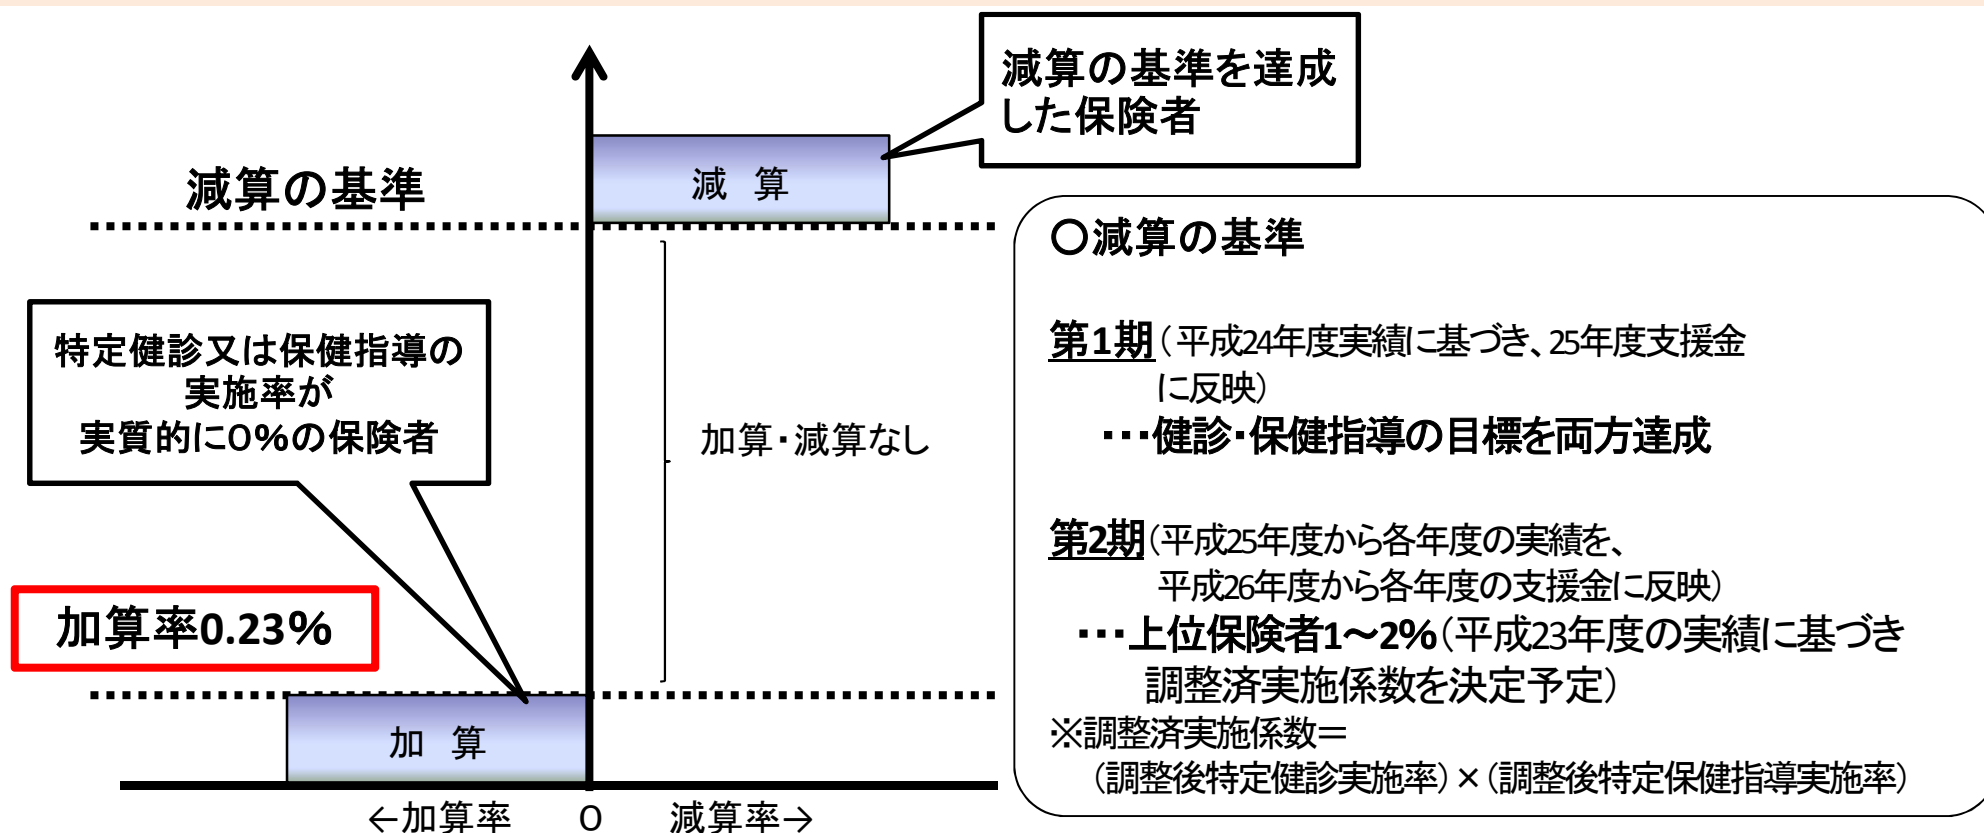 減算の基準を達成
した保険者
減算の基準
減 算
特定健診又は保健指導の
実施率が
実質的に0%の保険者
加算・減算なし
加算率0.23%
加 算
←加算率 0 減算率→
○減算の基準
第1期(平成24年度実績に基づき、25年度支援金
に反映)
・・・健診・保健指導の目標を両方達成
第2期(平成25年度から各年度の実績を、
平成26年度から各年度の支援金に反映)
・・・上位保険者1~2%(平成23年度の実績に基づき
調整済実施係数を決定予定)
※調整済実施係数=
(調整後特定健診実施率)×(調整後特定保健指導実施率)